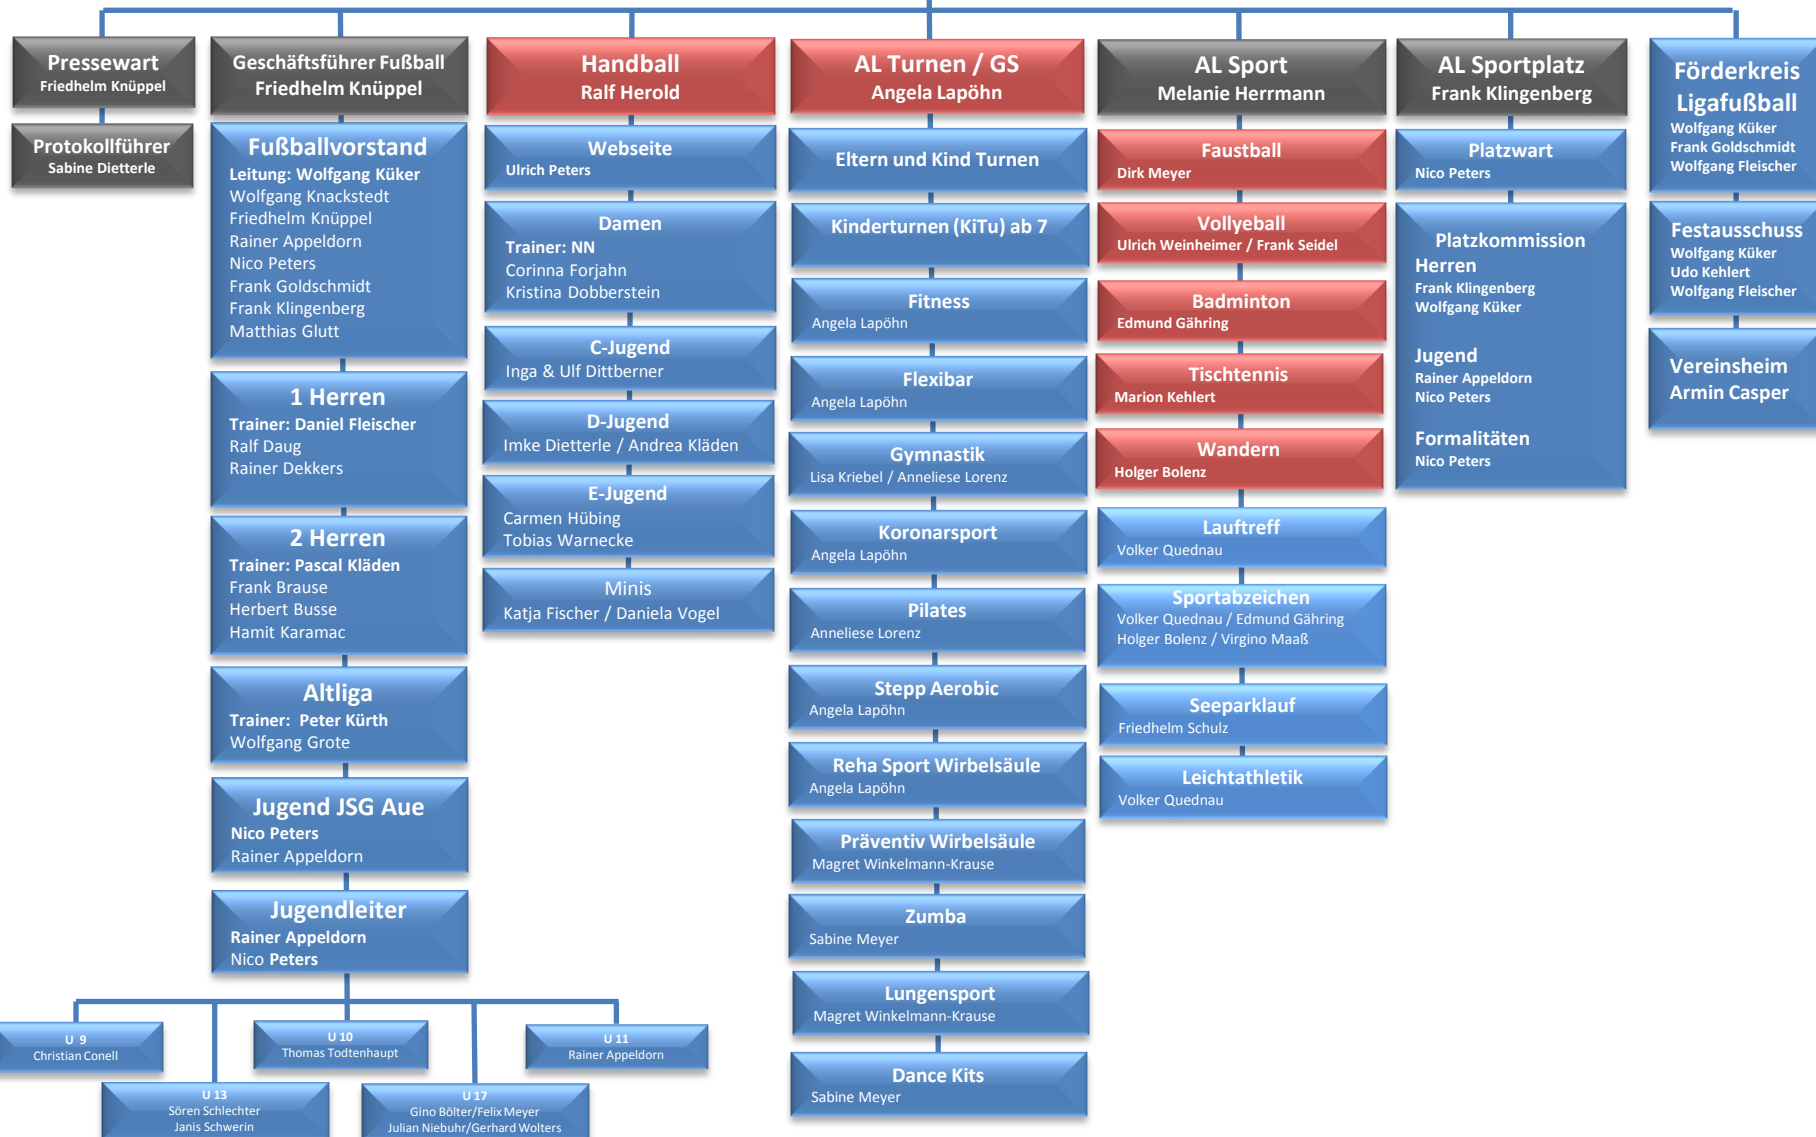 Pressewart
Friedhelm Knüppel
Protokollführer
Sabine Dietterle
Geschäftsführer Fußball
Friedhelm Knüppel
Fußballvorstand
Leitung: Wolfgang Küker
Wolfgang Knackstedt
Friedhelm Knüppel
Rainer Appeldorn
Nico Peters
Frank Goldschmidt
Frank Klingenberg
Matthias Glutt
1 Herren
Trainer: Daniel Fleischer
Ralf Daug
Rainer Dekkers
2 Herren
Trainer: Pascal Kläden
Frank Brause
Herbert Busse
Hamit Karamac
Altliga
Trainer: Peter Kürth
Wolfgang Grote
Jugend JSG Aue
Nico Peters
Rainer Appeldorn
Jugendleiter
Rainer Appeldorn
Nico Peters
U 9
Christian Conell
U 13
Sören Schlechter
Janis Schwerin
U 10
Thomas Todtenhaupt
U 17
Gino Bölter/Felix Meyer
Julian Niebuhr/Gerhard Wolters
U 11
Rainer Appeldorn
Handball
Ralf Herold
Webseite
Ulrich Peters
Damen
Trainer: NN
Corinna Forjahn
Kristina Dobberstein
C-Jugend
Inga & Ulf Dittberner
D-Jugend
Imke Dietterle / Andrea Kläden
E-Jugend
Carmen Hübing
Tobias Warnecke
Minis
Katja Fischer / Daniela Vogel
AL Turnen / GS
Angela Lapöhn
Eltern und Kind Turnen
Kinderturnen (KiTu) ab 7
Fitness
Angela Lapöhn
Flexibar
Angela Lapöhn
Gymnastik
Lisa Kriebel / Anneliese Lorenz
Koronarsport
Angela Lapöhn
Pilates
Anneliese Lorenz
Stepp Aerobic
Angela Lapöhn
Reha Sport Wirbelsäule
Angela Lapöhn
Präventiv Wirbelsäule
Magret Winkelmann-Krause
Zumba
Sabine Meyer
Lungensport
Magret Winkelmann-Krause
Dance Kits
Sabine Meyer
AL Sport
Melanie Herrmann
Faustball
Dirk Meyer
Vollyeball
Ulrich Weinheimer / Frank Seidel
Badminton
Edmund Gähring
Tischtennis
Marion Kehlert
Wandern
Holger Bolenz
Lauftreff
Volker Quednau
Sportabzeichen
Volker Quednau / Edmund Gähring
Holger Bolenz / Virgino Maaß
Seeparklauf
Friedhelm Schulz
Leichtathletik
Volker Quednau
AL Sportplatz
Frank Klingenberg
Platzwart
Nico Peters
Platzkommission
Herren
Frank Klingenberg
Wolfgang Küker
Jugend
Rainer Appeldorn
Nico Peters
Formalitäten
Nico Peters
Förderkreis
Ligafußball
Wolfgang Küker
Frank Goldschmidt
Wolfgang Fleischer
Festausschuss
Wolfgang Küker
Udo Kehlert
Wolfgang Fleischer
Vereinsheim
Armin Casper